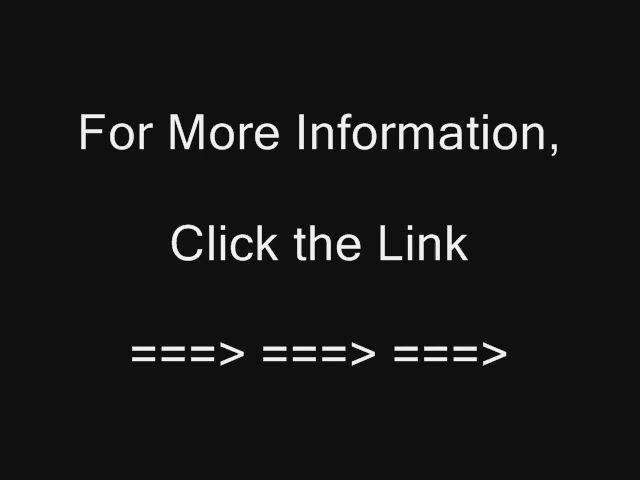 For More Information,
Click the Link
===> ===> ===>